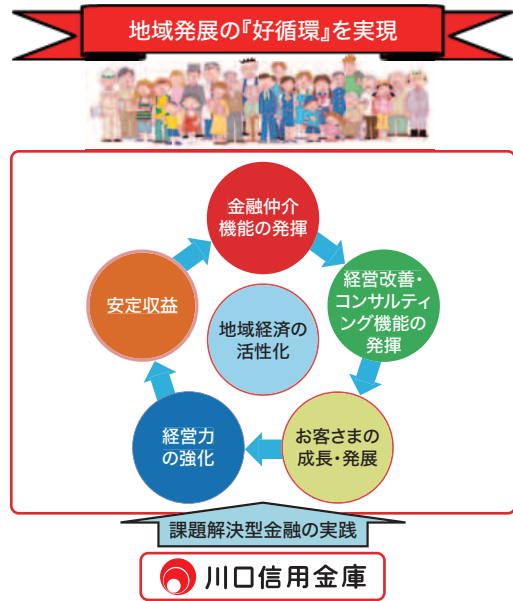 地域発展の『好循環』を実現
金融仲介
機能の発揮
経営改善・
コンサルティ
ング機能の
発揮
安定収益
地域経済の
活性化
経営力
の強化
お客さまの
成長・発展
課題解決型金融の実践
川口信用金庫